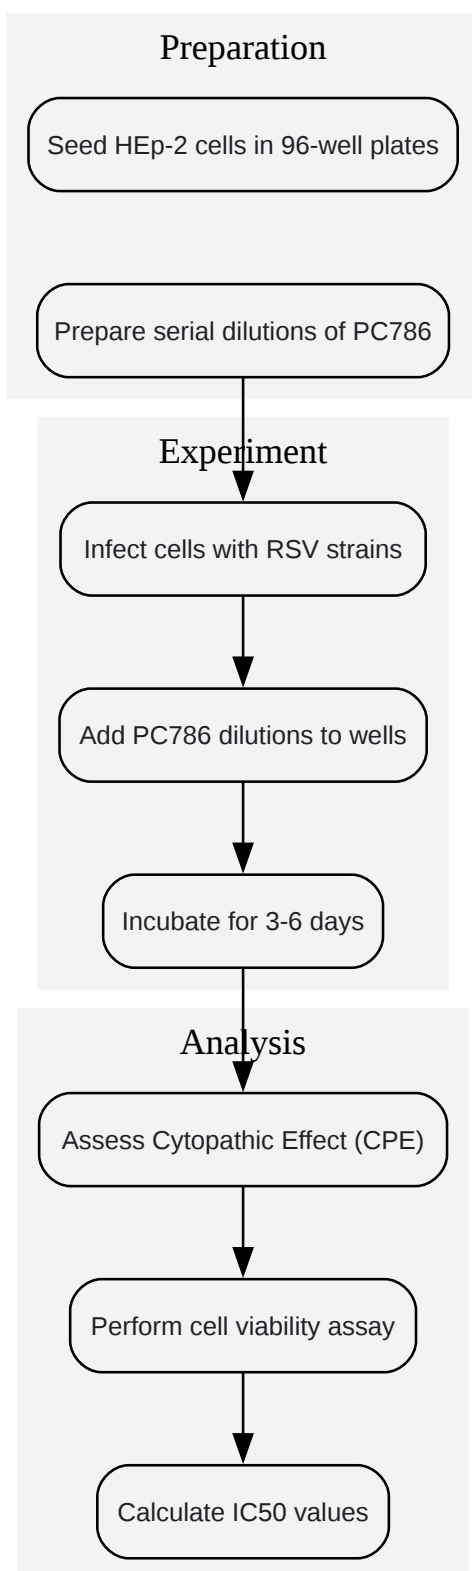 Preparation
Seed HEp-2 cells in 96-well plates
Prepare serial dilutions of PC786
Experiment
Infect cells with RSV strains
Add PC786 dilutions to wells
Incubate for 3-6 days
Analysis
Assess Cytopathic Effect (CPE)
Perform cell viability assay
Calculate IC50 values